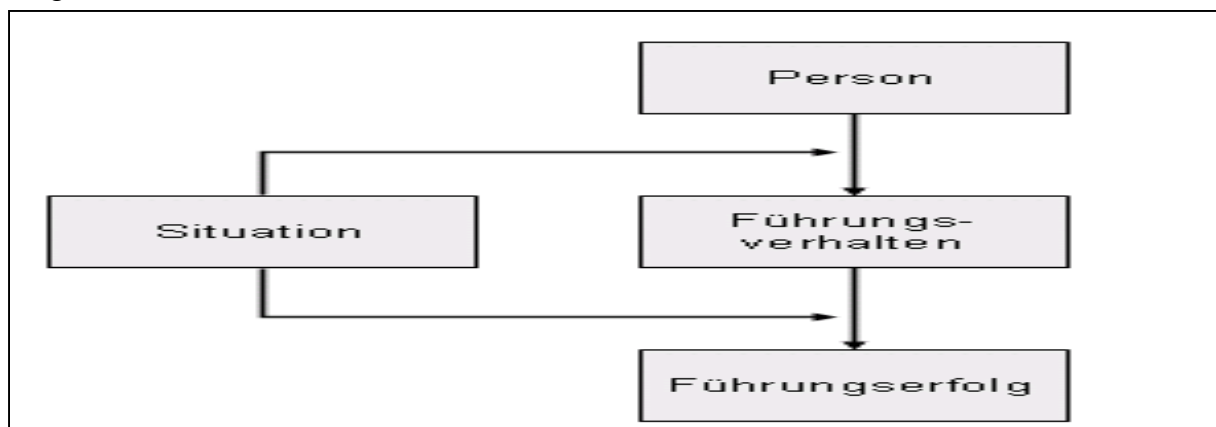 Person
Situation
Führungs-
verhalten
Führungserfolg